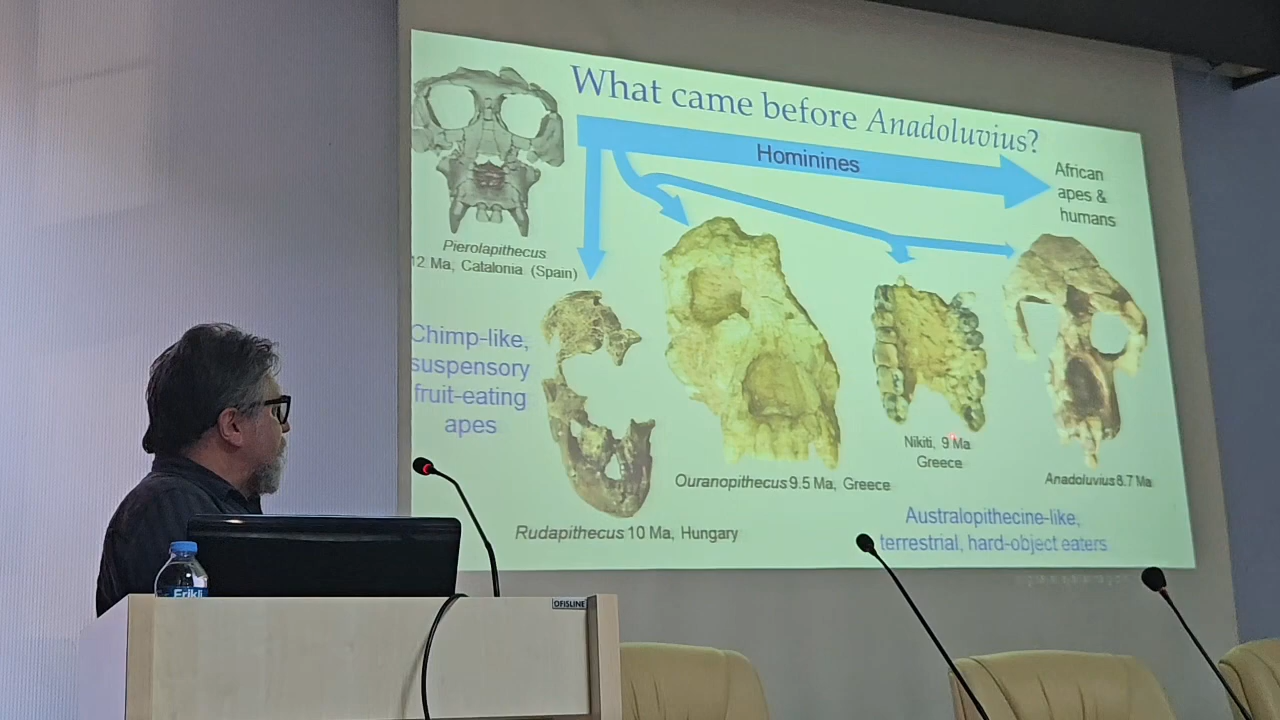 What came before Anadoluvius?
Hominines
African
apes &
humans
Pierolapithecus
12 Ma, Catalonia (Spain)
Chimp-like,
suspensory
fruit-eating
apes
Rudapithecus 10 Ma, Hungary
Ouranopithecus 9.5 Ma, Greece
Nikiti, 9 Ma
Greece
Anadoluvius 8.7 Ma
Australopithecine-like,
terrestrial, hard-object eaters
Erikli
OFISLINE